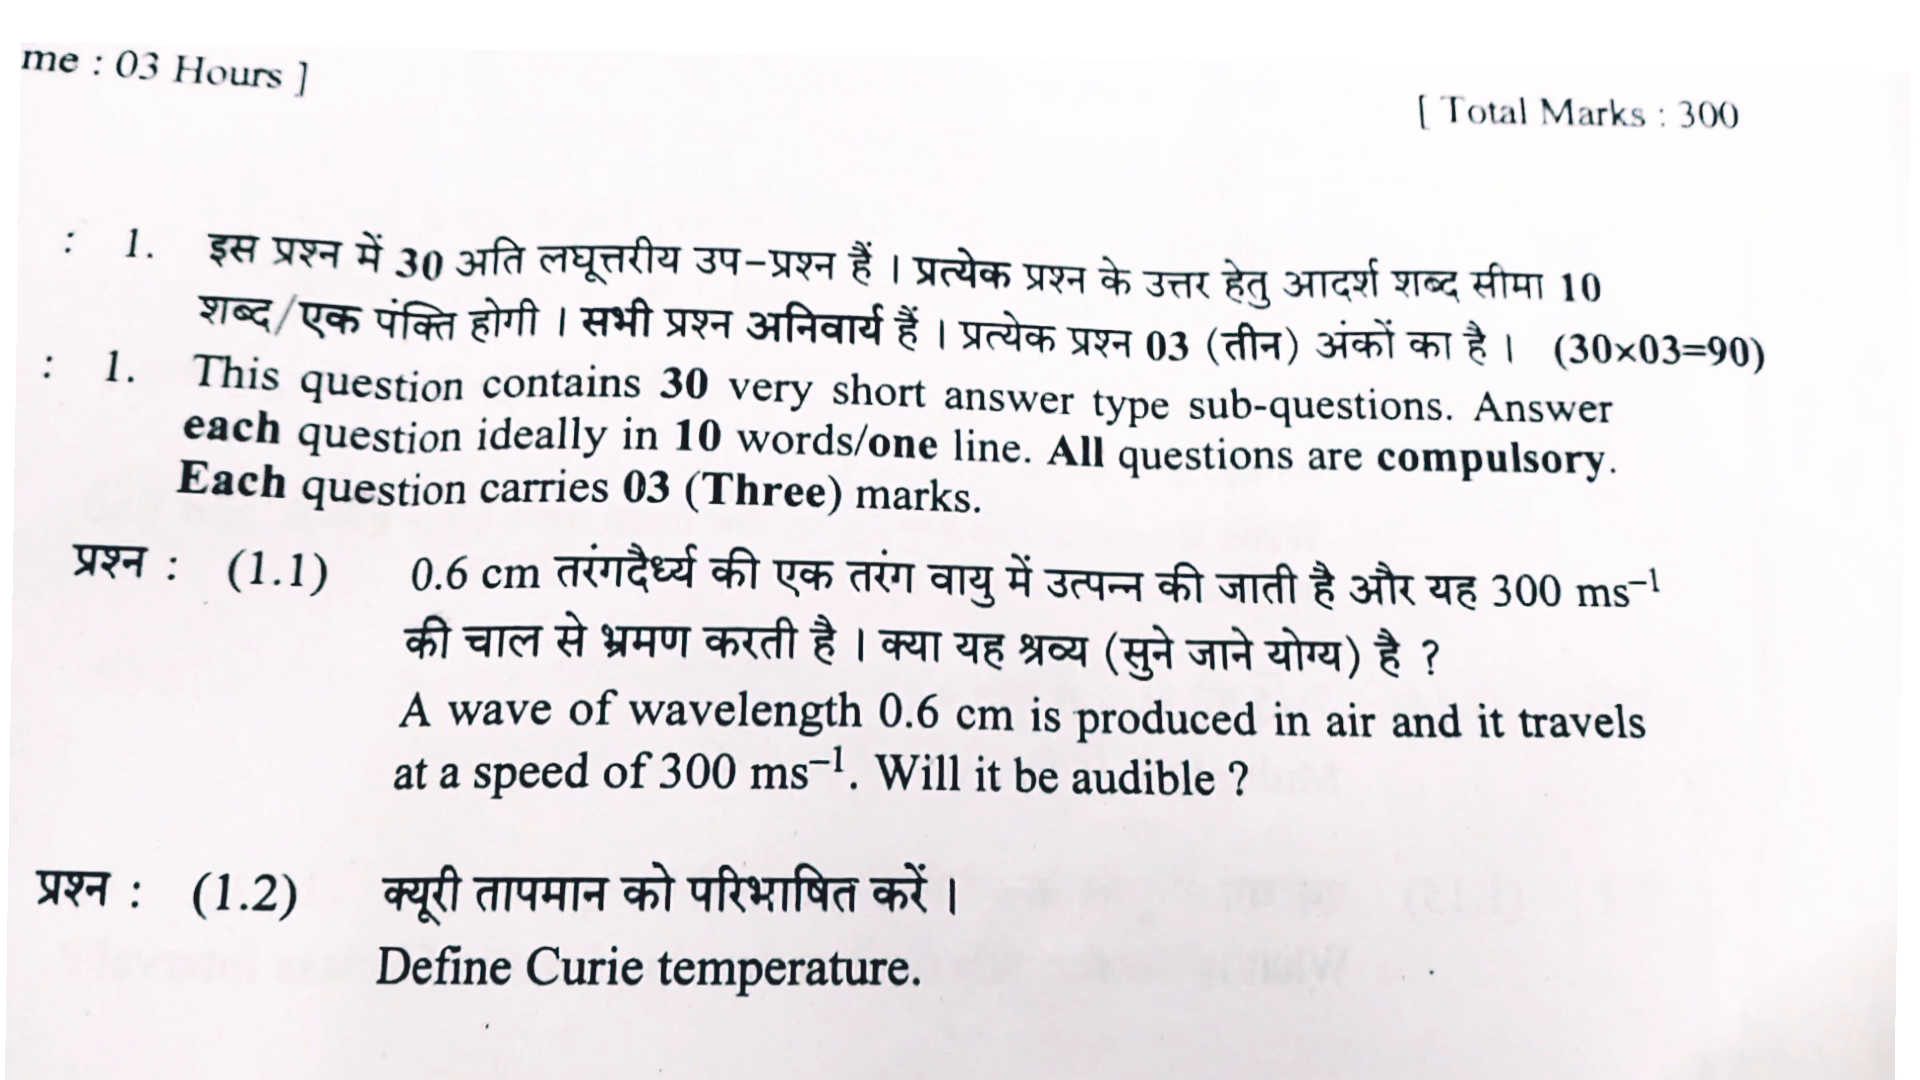 me : 03 Hours ]
[ Total Marks : 300
: 1. इस प्रश्न में 30 अति लघूत्तरीय उप-प्रश्न हैं । प्रत्येक प्रश्न के उत्तर हेतु आदर्श शब्द सीमा 10
शब्द/एक पंक्ति होगी । सभी प्रश्न अनिवार्य हैं । प्रत्येक प्रश्न 03 (तीन) अंकों का है । (30×03=90)
: 1. This question contains 30 very short answer type sub-questions. Answer
each question ideally in 10 words/one line. All questions are compulsory.
Each question carries 03 (Three) marks.
प्रश्न : (1.1) 0.6 cm तरंगदैर्ध्य की एक तरंग वायु में उत्पन्न की जाती है और यह 300 ms⁻¹
की चाल से भ्रमण करती है । क्या यह श्रव्य (सुने जाने योग्य) है ?
A wave of wavelength 0.6 cm is produced in air and it travels
at a speed of 300 ms⁻¹. Will it be audible ?
प्रश्न : (1.2) क्यूरी तापमान को परिभाषित करें ।
Define Curie temperature.